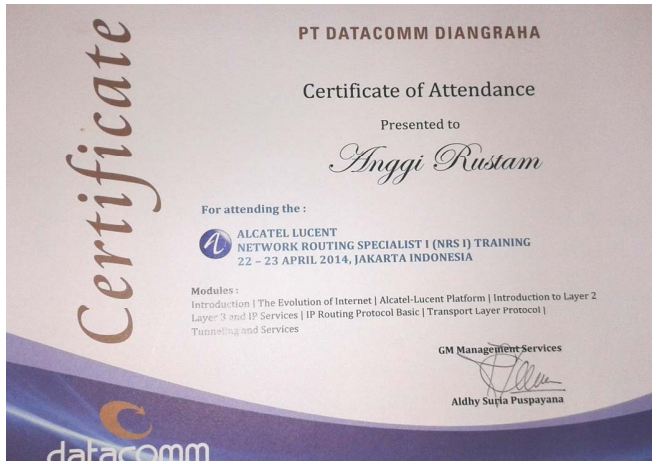 Certificate
PT DATACOMM DIANGRAHA
Certificate of Attendance
Presented to
Anggi Rustam
For attending the :
ALCATEL LUCENT
NETWORK ROUTING SPECIALIST I (NRS I) TRAINING
22 – 23 APRIL 2014, JAKARTA INDONESIA
Modules :
Introduction | The Evolution of Internet | Alcatel-Lucent Platform | Introduction to Layer 2
Layer 3 and IP Services | IP Routing Protocol Basic | Transport Layer Protocol |
Tunneling and Services
GM Management Services
Aldhy Suria Puspayana
datacomm